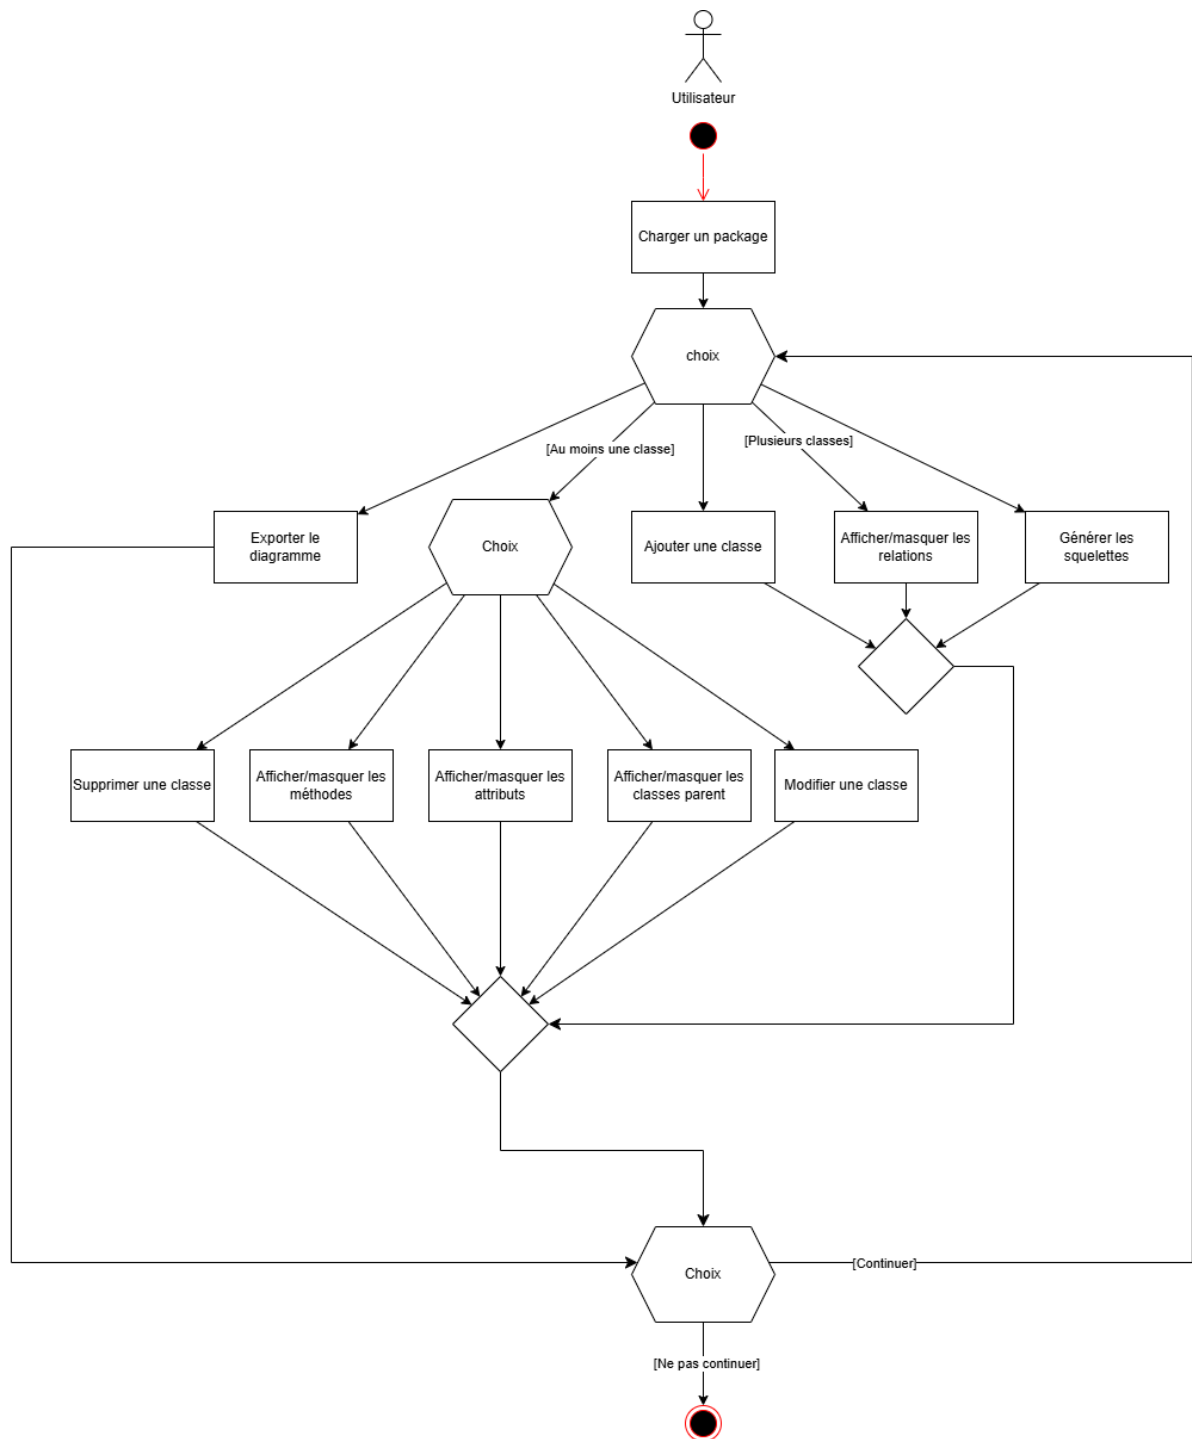 Utilisateur
Charger un package
choix
[Au moins une classe]
[Plusieurs classes]
Exporter le
diagramme
Choix
Ajouter une classe
Afficher/masquer les
relations
Générer les
squelettes
Supprimer une classe
Afficher/masquer les
méthodes
Afficher/masquer les
attributs
Afficher/masquer les
classes parent
Modifier une classe
Choix
[Continuer]
[Ne pas continuer]